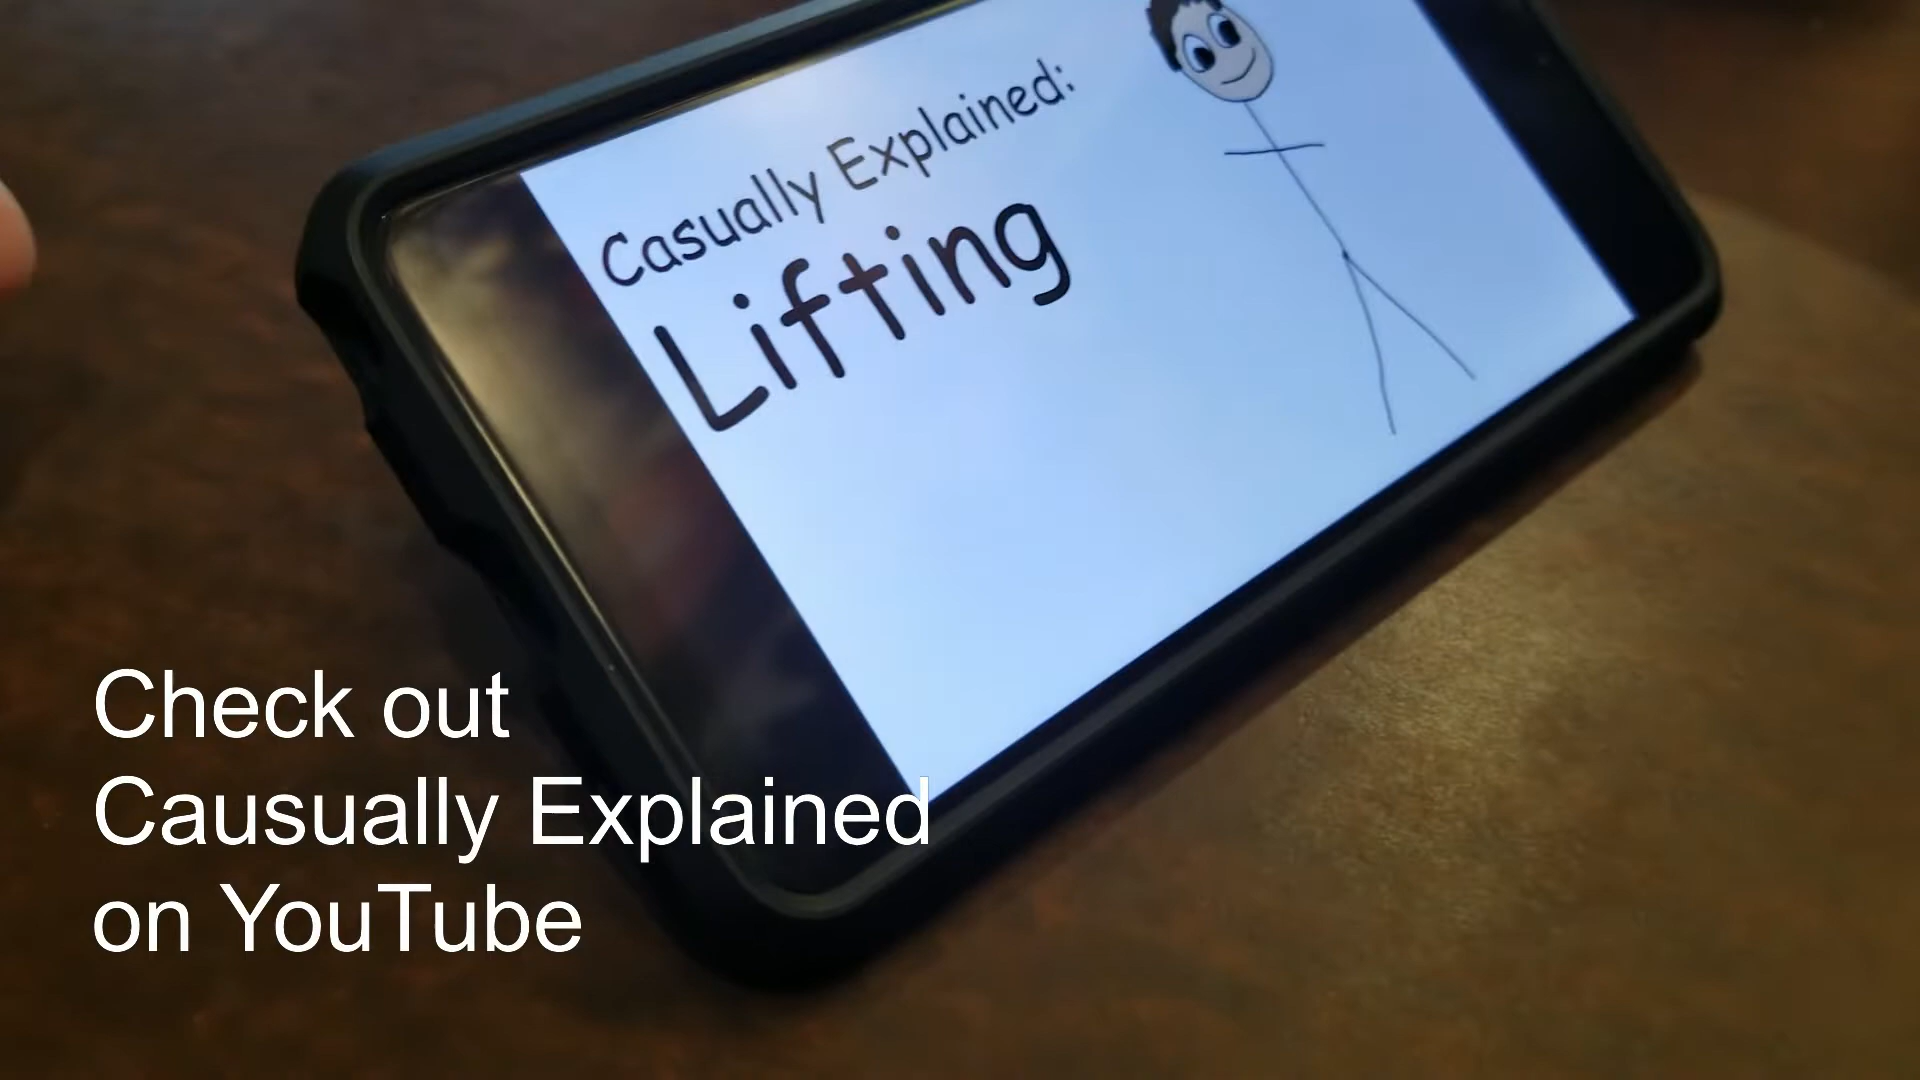 Casually Explained:
Lifting
Check out
Causually Explained
on YouTube